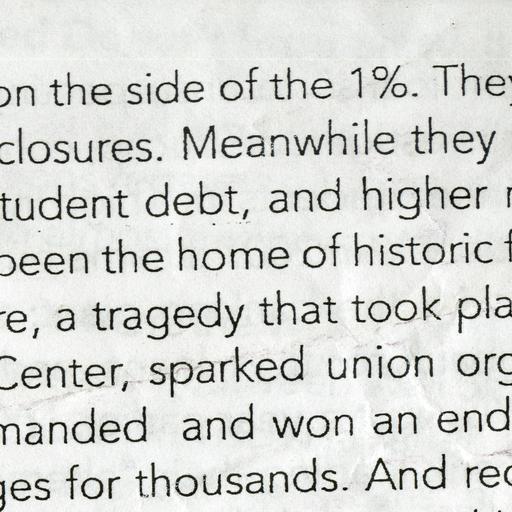 on the side of the 1%. They
closures. Meanwhile they
tudent debt, and higher r
been the home of historic f
re, a tragedy that took pla
Center, sparked union org
manded and won an end
ges for thousands. And rec